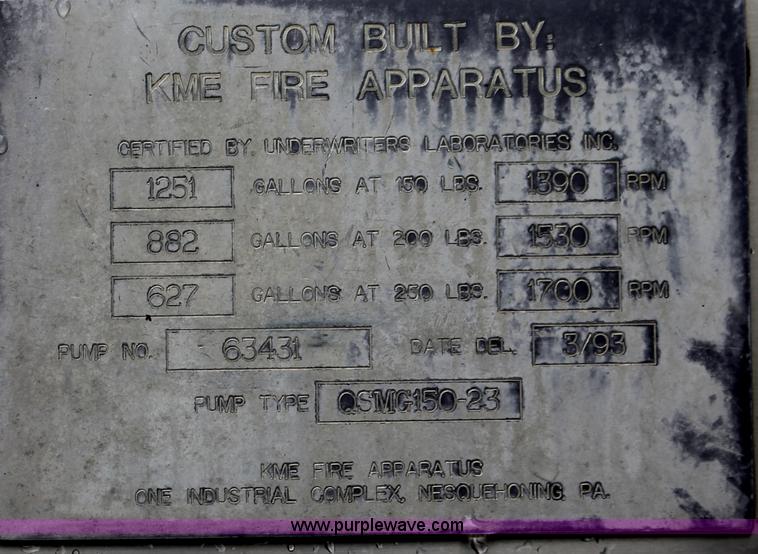 CUSTOM BUILT BY:
KME FIRE APPARATUS
CERTIFIED BY UNDERWRITERS LABORATORIES INC.
1251 GALLONS AT 150 LBS. 1390 RPM
882 GALLONS AT 200 LBS. 1530 RPM
627 GALLONS AT 250 LBS. 1700 RPM
PUMP NO. 63431 DATE DEL. 3/93
PUMP TYPE QSMG150-23
KME FIRE APPARATUS
ONE INDUSTRIAL COMPLEX, NESQUEHONING PA.
www.purplewave.com